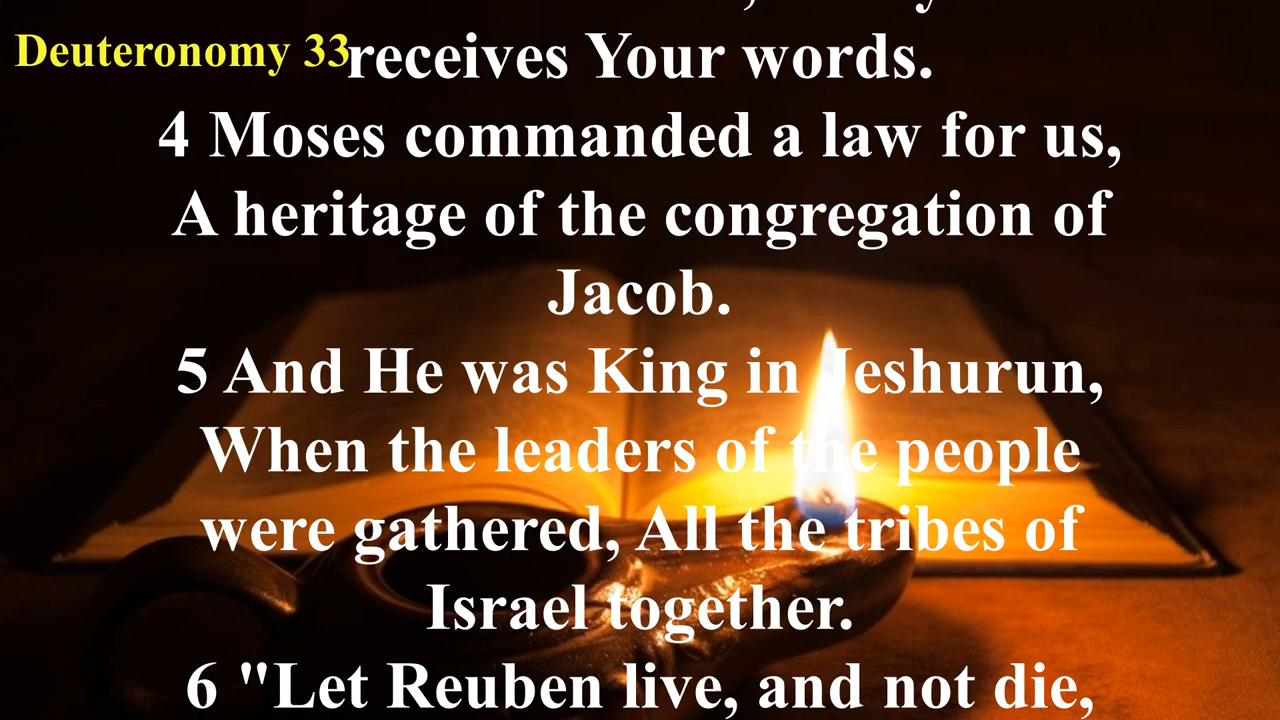 Deuteronomy 33
receives Your words.
4 Moses commanded a law for us,
A heritage of the congregation of
Jacob.
5 And He was King in Jeshurun,
When the leaders of the people
were gathered, All the tribes of
Israel together.
6 "Let Reuben live, and not die,